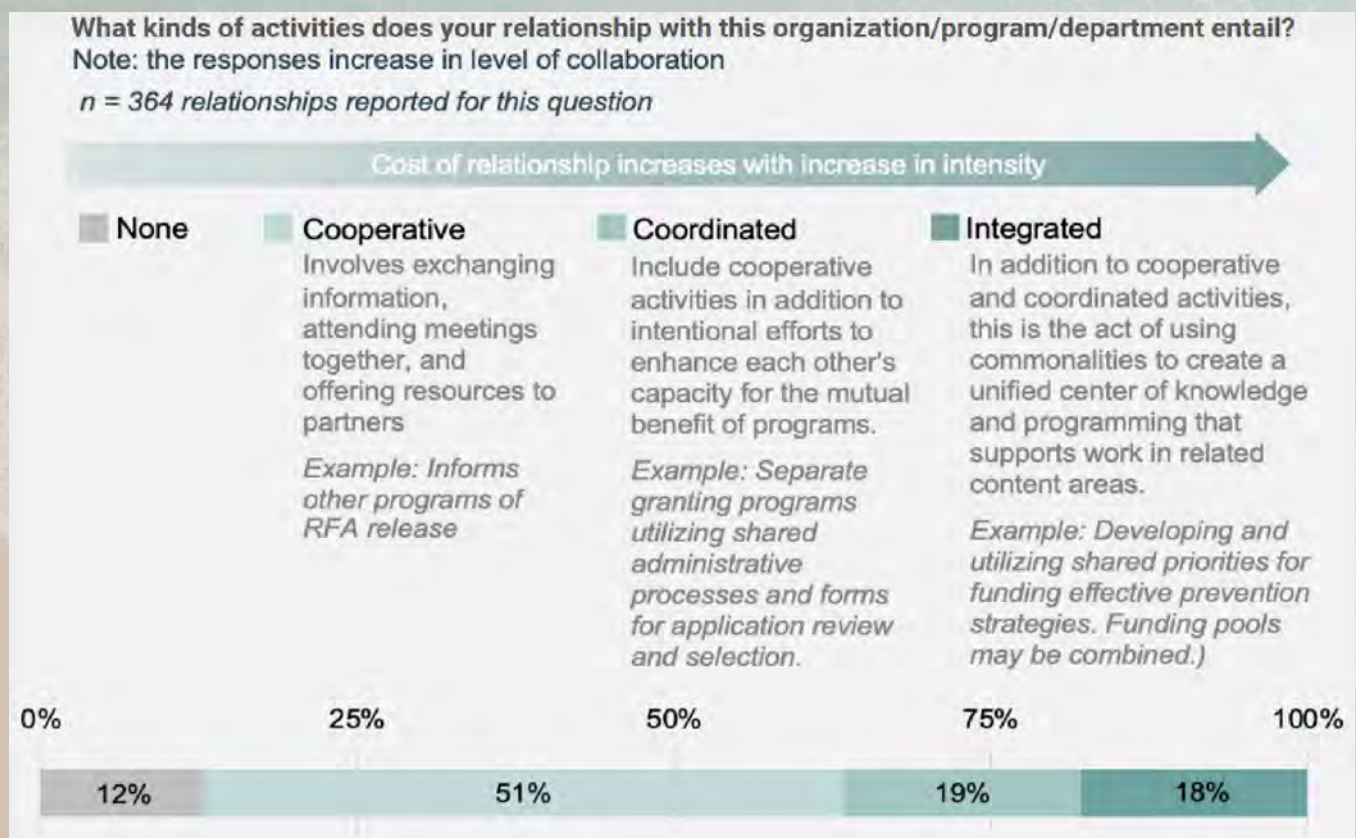 What kinds of activities does your relationship with this organization/program/department entail?
Note: the responses increase in level of collaboration
n = 364 relationships reported for this question
Cost of relationship increases with increase in intensity
None
Cooperative
Involves exchanging
information,
attending meetings
together, and
offering resources to
partners
Example: Informs
other programs of
RFA release
Coordinated
Include cooperative
activities in addition to
intentional efforts to
enhance each other's
capacity for the mutual
benefit of programs.
Example: Separate
granting programs
utilizing shared
administrative
processes and forms
for application review
and selection.
Integrated
In addition to cooperative
and coordinated activities,
this is the act of using
commonalities to create a
unified center of knowledge
and programming that
supports work in related
content areas.
Example: Developing and
utilizing shared priorities for
funding effective prevention
strategies. Funding pools
may be combined.)
0% 25% 50% 75% 100%
12% 51% 19% 18%